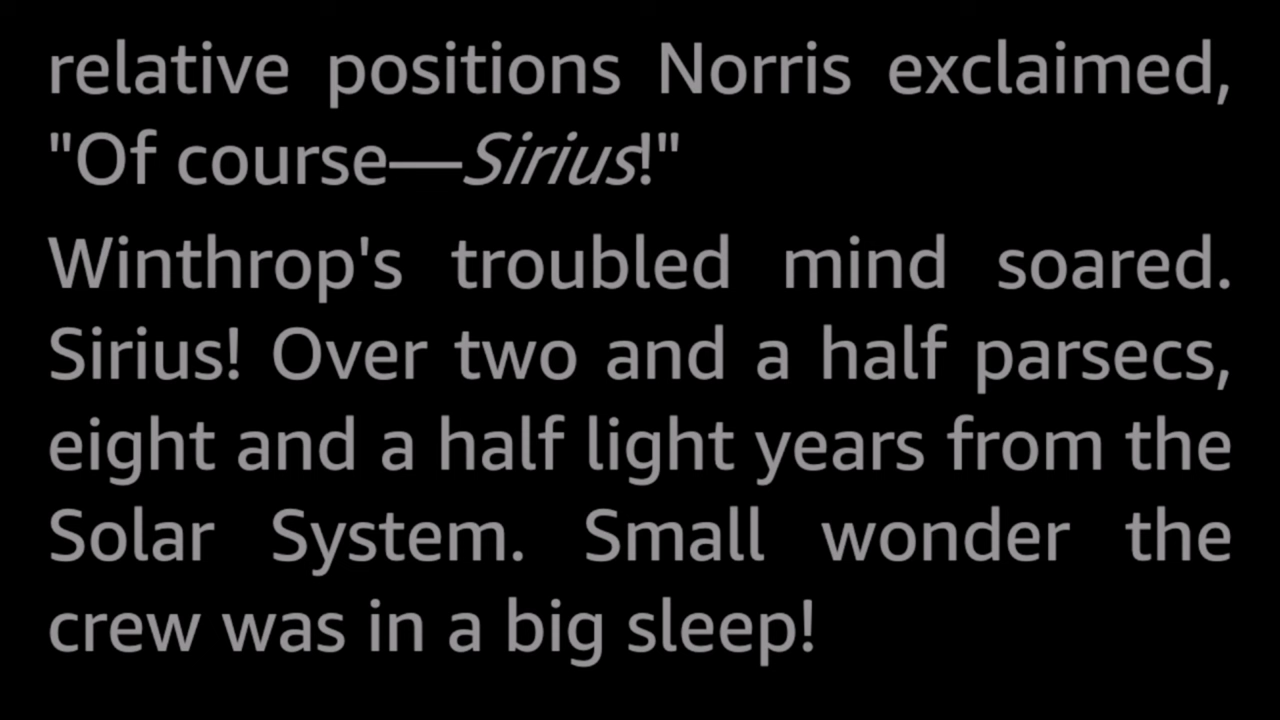 relative positions Norris exclaimed,
"Of course—Sirius!"
Winthrop's troubled mind soared.
Sirius! Over two and a half parsecs,
eight and a half light years from the
Solar System. Small wonder the
crew was in a big sleep!